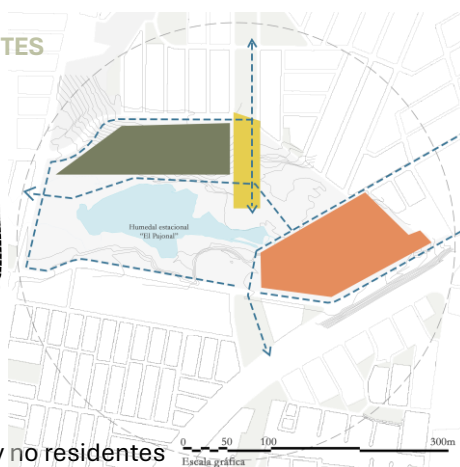 TES
Humedal estacional
"El Pajonal"
y no residentes
0 50 100 300m
Escala gráfica